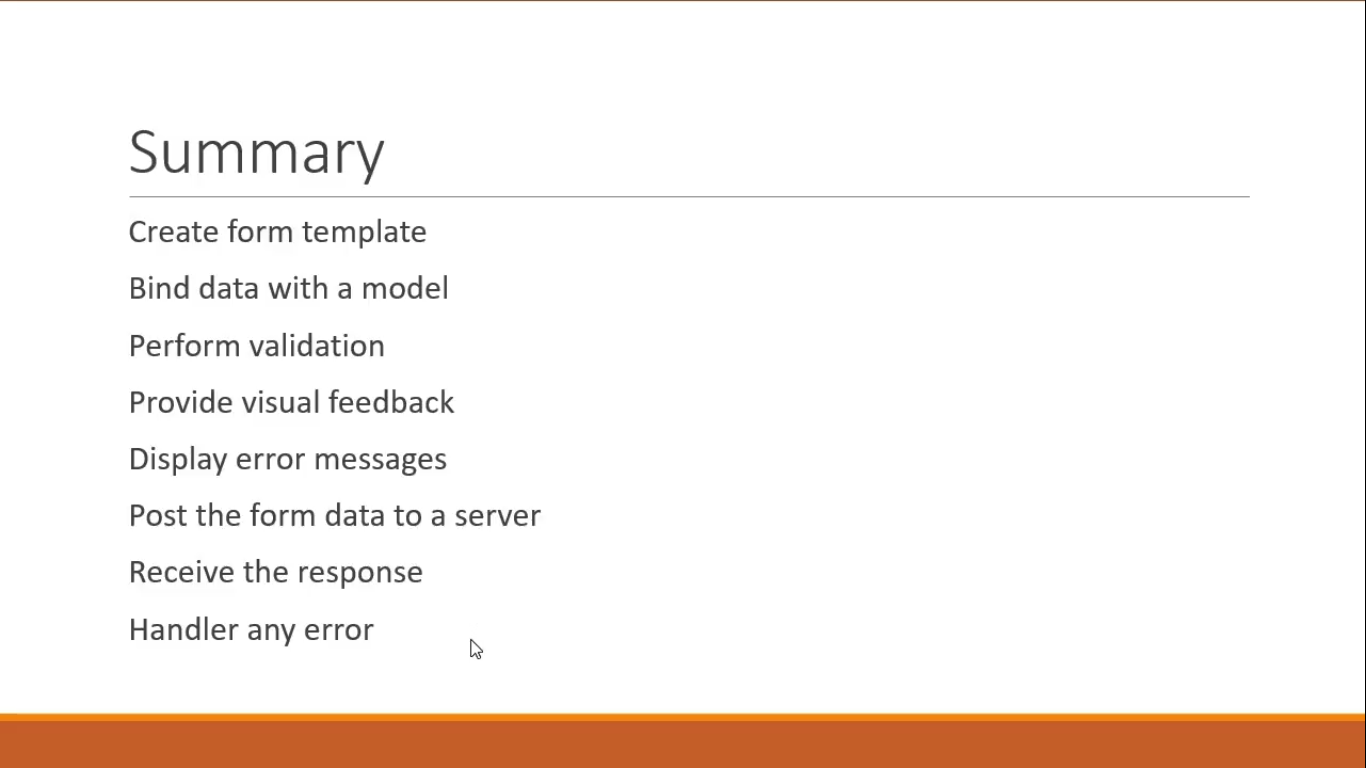 Summary
Create form template
Bind data with a model
Perform validation
Provide visual feedback
Display error messages
Post the form data to a server
Receive the response
Handler any error